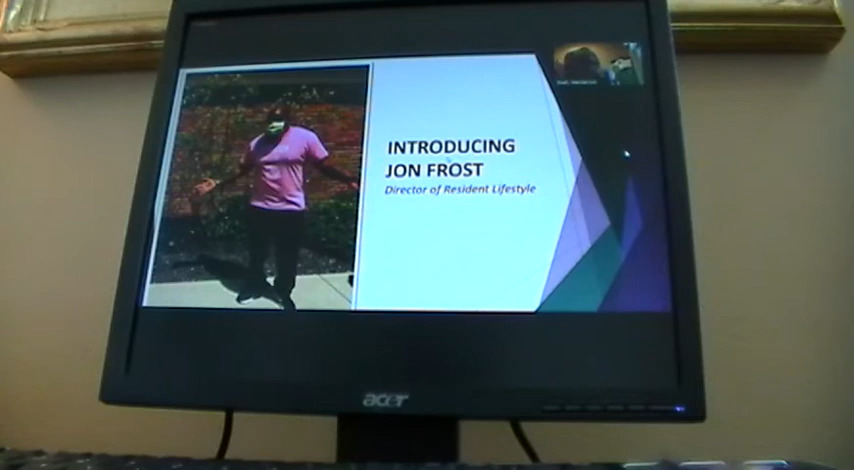 INTRODUCING
JON FROST
Director of Resident Lifestyle
acer